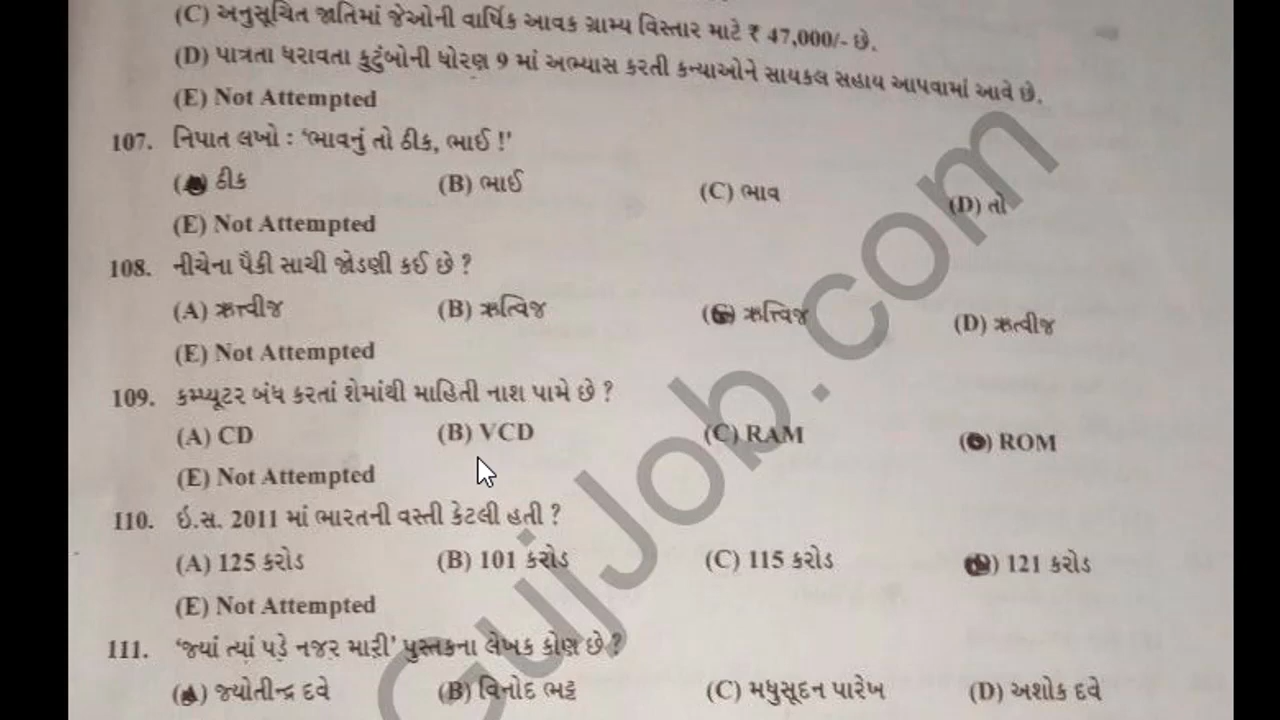 (C) અનુસૂચિત જાતિમાં જેઓની વાર્ષિક આવક ગ્રામ્ય વિસ્તાર માટે ₹ 47,000/- છે.
(D) પાત્રતા ધરાવતા કુટુંબોની ધોરણ 9 માં અભ્યાસ કરતી કન્યાઓને સાયકલ સહાય આપવામાં આવે છે.
(E) Not Attempted
107. નિપાત લખો : ‘ભાવનું તો ઠીક, ભાઈ !’
(A) ઠીક (B) ભાઈ (C) ભાવ (D) તો
(E) Not Attempted
108. નીચેના પૈકી સાચી જોડણી કઈ છે ?
(A) ઋત્ત્વીજ (B) ઋત્વિજ (C) ઋત્ત્વિજ (D) ઋત્વીજ
(E) Not Attempted
109. કમ્પ્યૂટર બંધ કરતાં શેમાંથી માહિતી નાશ પામે છે ?
(A) CD (B) VCD (C) RAM (D) ROM
(E) Not Attempted
110. ઇ.સ. 2011 માં ભારતની વસ્તી કેટલી હતી ?
(A) 125 કરોડ (B) 101 કરોડ (C) 115 કરોડ (D) 121 કરોડ
(E) Not Attempted
111. ‘જ્યાં ત્યાં પડે નજર મારી’ પુસ્તકના લેખક કોણ છે ?
(A) જ્યોતીન્દ્ર દવે (B) વિનોદ ભટ્ટ (C) મધુસૂદન પારેખ (D) અશોક દવે
GujJob.com